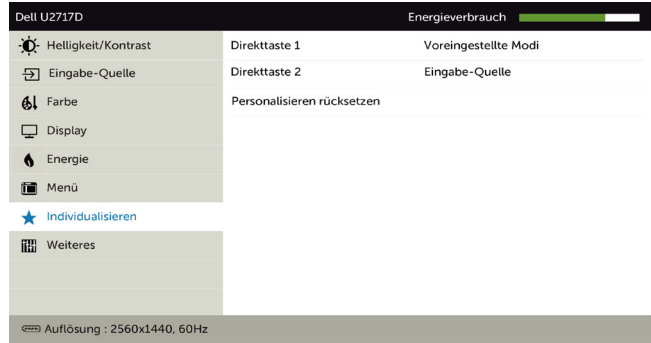 Dell U2717D Energieverbrauch
Helligkeit/Kontrast Direkttaste 1 Voreingestellte Modi
Eingabe-Quelle Direkttaste 2 Eingabe-Quelle
Farbe Personalisieren rücksetzen
Display
Energie
Menü
Individualisieren
Weiteres
Auflösung : 2560x1440, 60Hz